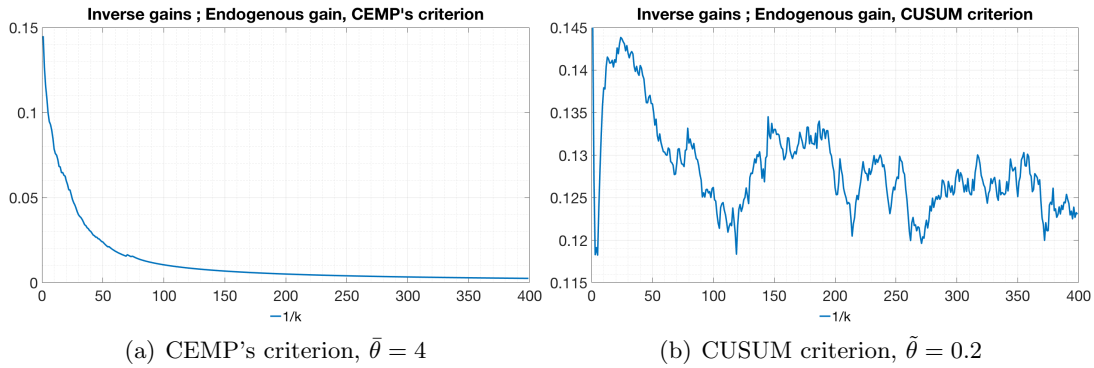 Inverse gains ; Endogenous gain, CEMP's criterion
0.15
0.1
0.05
0
0 50 100 150 200 250 300 350 400
1/k
(a) CEMP's criterion, θ̄ = 4
Inverse gains ; Endogenous gain, CUSUM criterion
0.145
0.14
0.135
0.13
0.125
0.12
0.115
0 50 100 150 200 250 300 350 400
1/k
(b) CUSUM criterion, θ̃ = 0.2